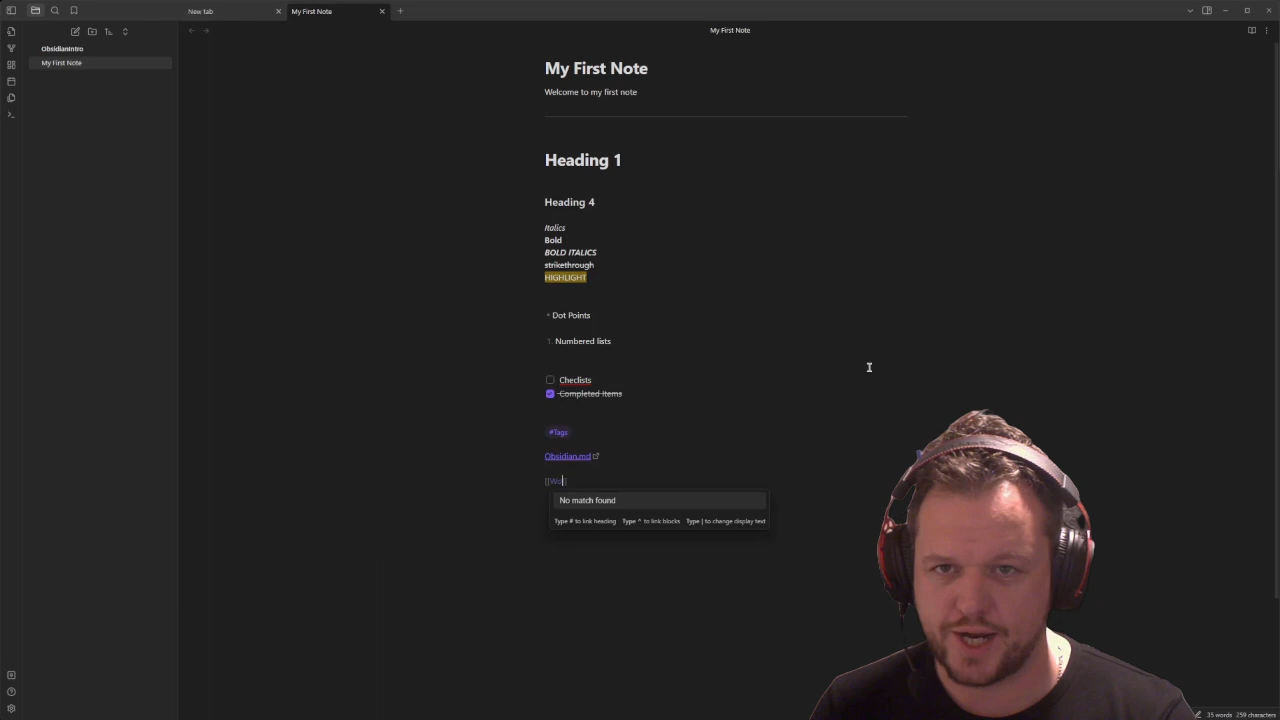 New tab
My First Note
My First Note
ObsidianIntro
My First Note
My First Note
Welcome to my first note
Heading 1
Heading 4
Italics
Bold
BOLD ITALICS
strikethrough
HIGHLIGHT
• Dot Points
1. Numbered lists
Checlists
Completed Items
#Tags
Obsidian.md
[[Wo]]
No match found
Type # to link heading Type ^ to link blocks Type | to change display text
35 words 259 characters